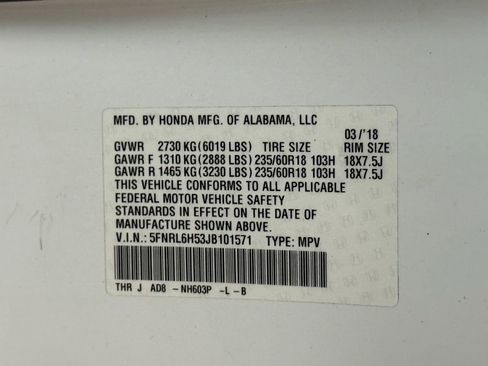 MFD. BY HONDA MFG. OF ALABAMA, LLC
03/'18
GVWR 2730 KG (6019 LBS) TIRE SIZE RIM SIZE
GAWR F 1310 KG (2888 LBS) 235/60R18 103H 18X7.5J
GAWR R 1465 KG (3230 LBS) 235/60R18 103H 18X7.5J
THIS VEHICLE CONFORMS TO ALL APPLICABLE
FEDERAL MOTOR VEHICLE SAFETY
STANDARDS IN EFFECT ON THE DATE OF
MANUFACTURE SHOWN ABOVE.
V.I.N.: 5FNRL6H53JB101571 TYPE: MPV
THR J AD8 - NH603P - L - B